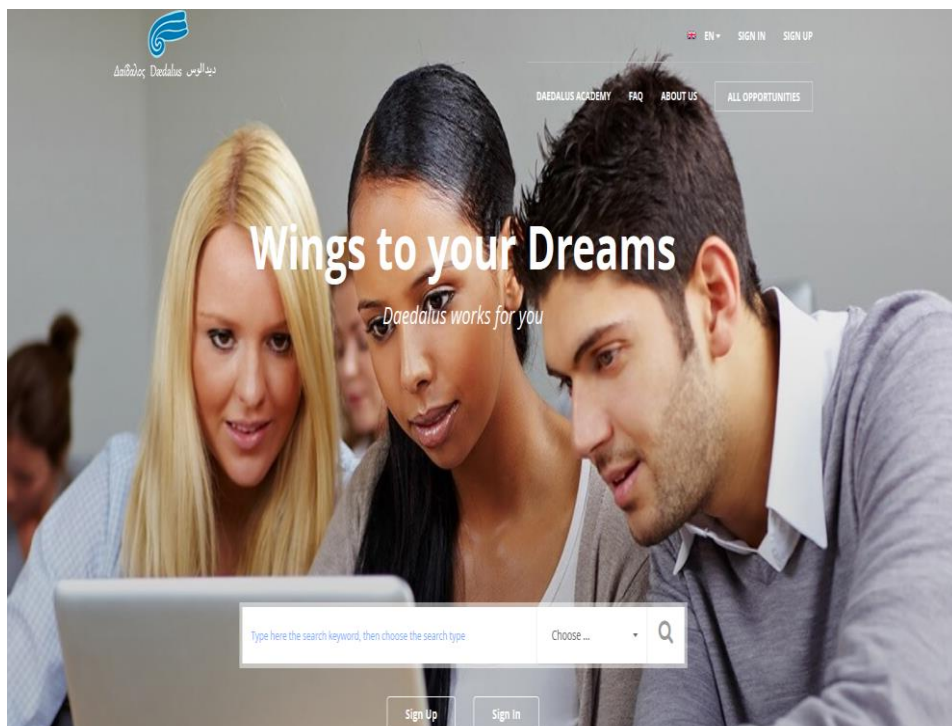 EN SIGN IN SIGN UP
Δαίδαλος Dædalus ديدالوس
DAEDALUS ACADEMY FAQ ABOUT US ALL OPPORTUNITIES
Wings to your Dreams
Daedalus works for you
Type here the search keyword, then choose the search type Choose ...
Sign Up Sign In